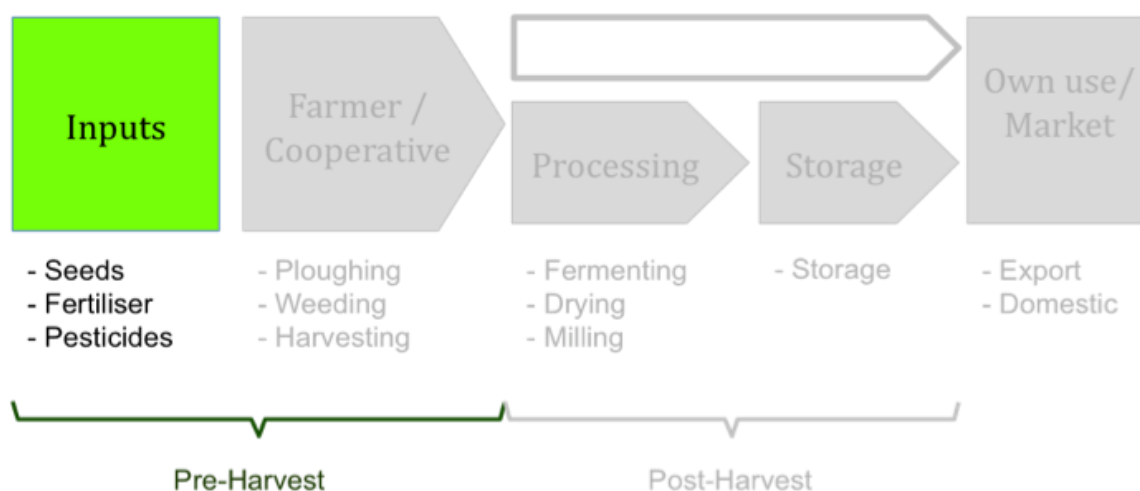 Inputs
Farmer /
Cooperative
Processing
Storage
Own use/
Market
- Seeds
- Fertiliser
- Pesticides
- Ploughing
- Weeding
- Harvesting
- Fermenting
- Drying
- Milling
- Storage
- Export
- Domestic
Pre-Harvest
Post-Harvest